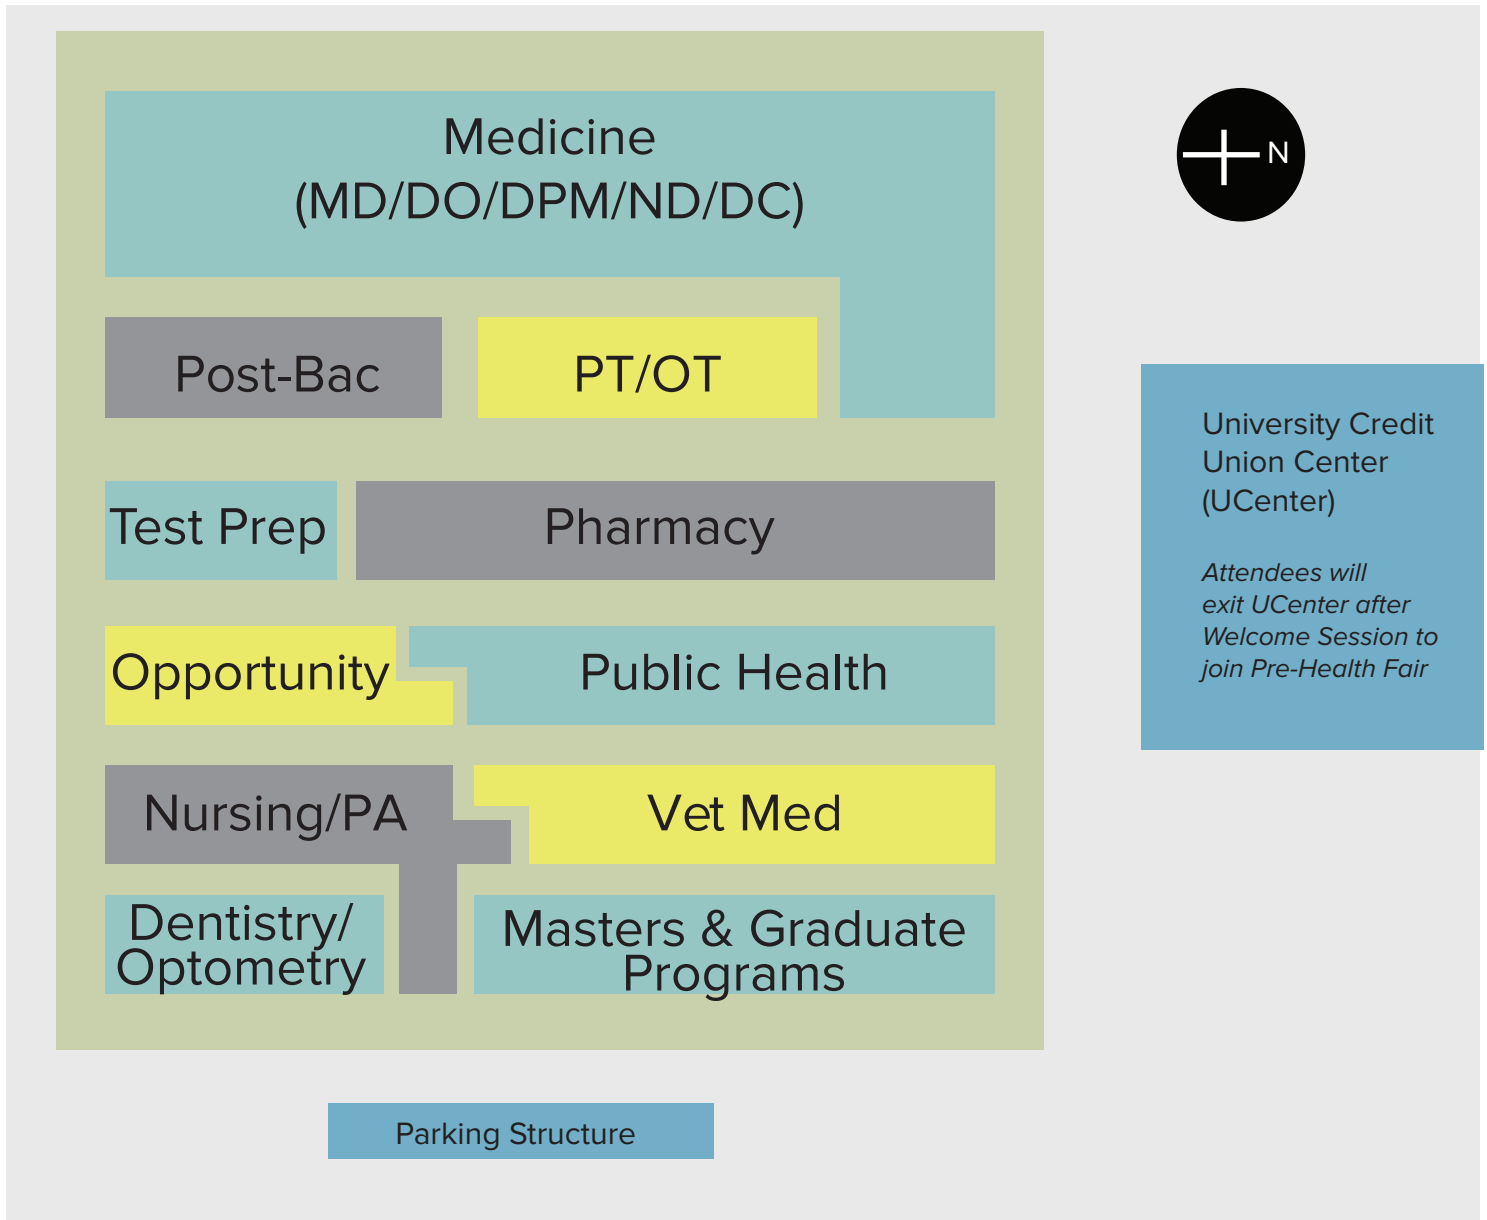 Medicine
(MD/DO/DPM/ND/DC)
N
Post-Bac
PT/OT
University Credit
Union Center
(UCenter)
Attendees will
exit UCenter after
Welcome Session to
join Pre-Health Fair
Test Prep
Pharmacy
Opportunity
Public Health
Nursing/PA
Vet Med
Dentistry/
Optometry
Masters & Graduate
Programs
Parking Structure